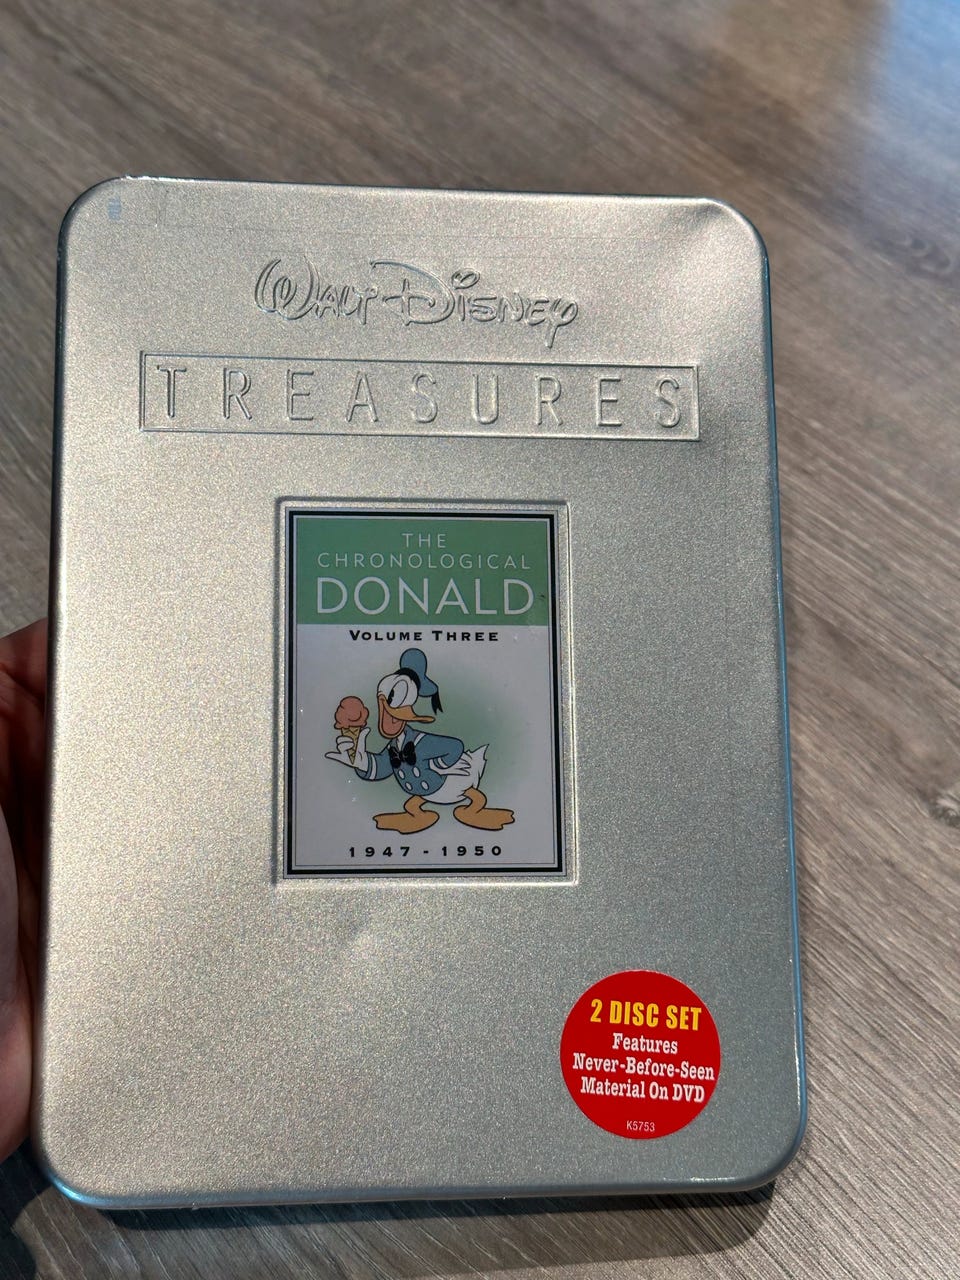 Walt Disney
TREASURES
THE
CHRONOLOGICAL
DONALD
VOLUME THREE
1947 - 1950
2 DISC SET
Features
Never-Before-Seen
Material On DVD
K5753